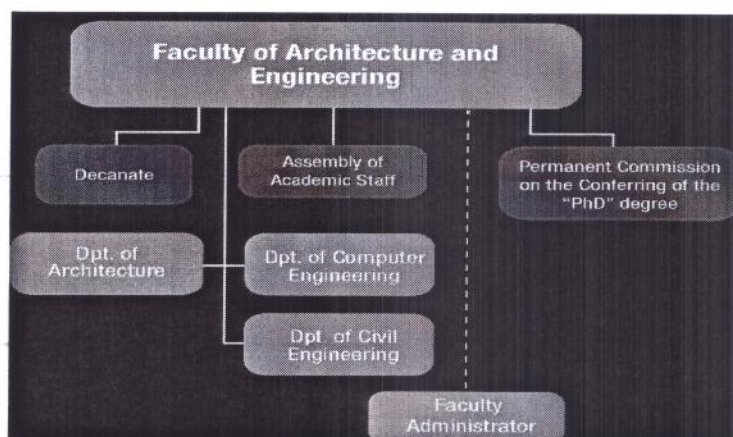 Faculty of Architecture and
Engineering
Decanate
Assembly of
Academic Staff
Permanent Commission
on the Conferring of the
"PhD" degree
Dpt. of
Architecture
Dpt. of Computer
Engineering
Dpt. of Civil
Engineering
Faculty
Administrator